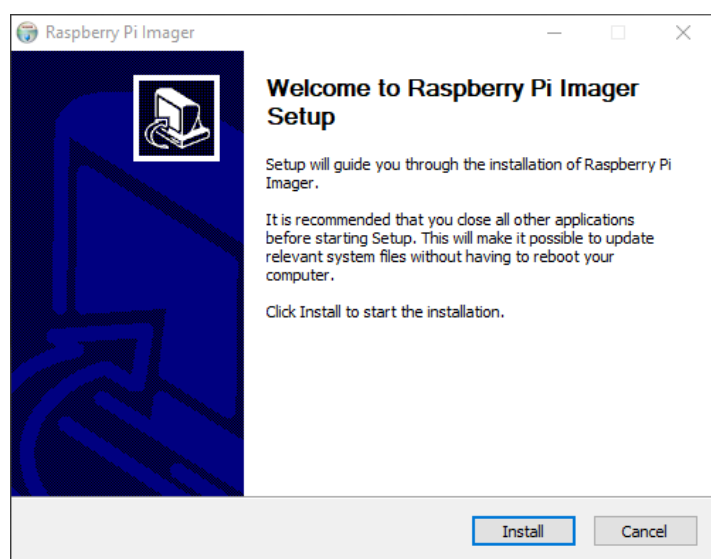 Raspberry Pi Imager
Welcome to Raspberry Pi Imager
Setup
Setup will guide you through the installation of Raspberry Pi
Imager.
It is recommended that you close all other applications
before starting Setup. This will make it possible to update
relevant system files without having to reboot your
computer.
Click Install to start the installation.
Install
Cancel